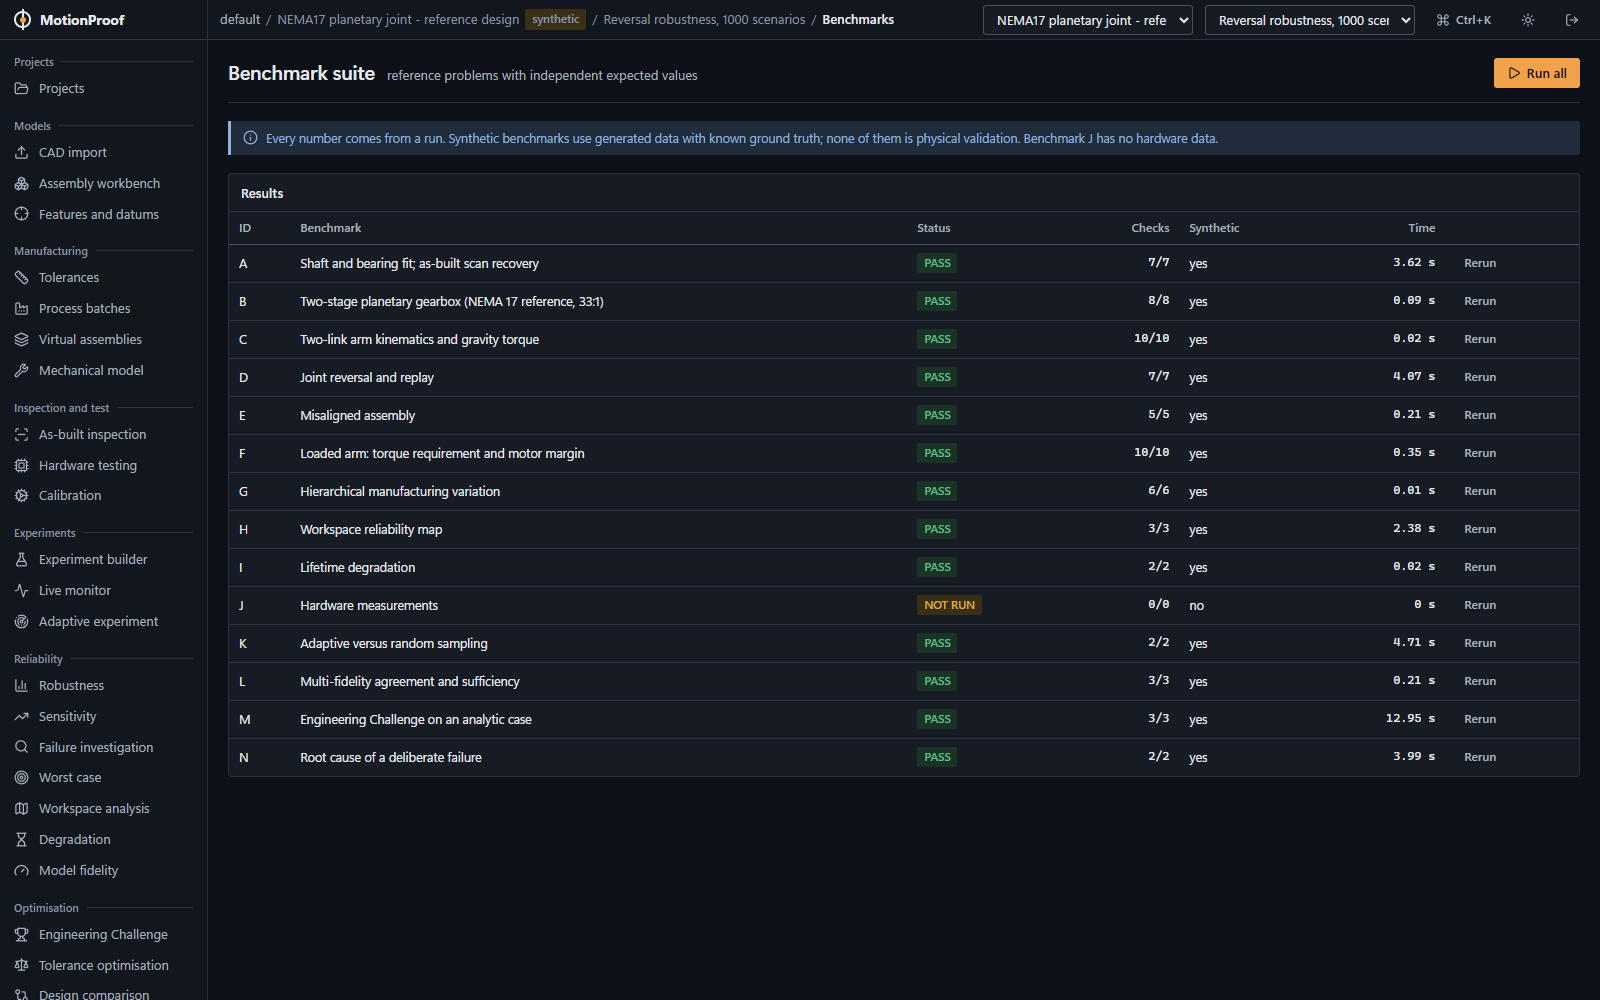 MotionProof
default / NEMA17 planetary joint - reference design synthetic / Reversal robustness, 1000 scenarios / Benchmarks
NEMA17 planetary joint - refe
Reversal robustness, 1000 scer
Ctrl+K
Projects
Projects
Models
CAD import
Assembly workbench
Features and datums
Manufacturing
Tolerances
Process batches
Virtual assemblies
Mechanical model
Inspection and test
As-built inspection
Hardware testing
Calibration
Experiments
Experiment builder
Live monitor
Adaptive experiment
Reliability
Robustness
Sensitivity
Failure investigation
Worst case
Workspace analysis
Degradation
Model fidelity
Optimisation
Engineering Challenge
Tolerance optimisation
Design comparison
Benchmark suite reference problems with independent expected values
Run all
Every number comes from a run. Synthetic benchmarks use generated data with known ground truth; none of them is physical validation. Benchmark J has no hardware data.
Results
ID Benchmark Status Checks Synthetic Time
A Shaft and bearing fit; as-built scan recovery PASS 7/7 yes 3.62 s Rerun
B Two-stage planetary gearbox (NEMA 17 reference, 33:1) PASS 8/8 yes 0.09 s Rerun
C Two-link arm kinematics and gravity torque PASS 10/10 yes 0.02 s Rerun
D Joint reversal and replay PASS 7/7 yes 4.07 s Rerun
E Misaligned assembly PASS 5/5 yes 0.21 s Rerun
F Loaded arm: torque requirement and motor margin PASS 10/10 yes 0.35 s Rerun
G Hierarchical manufacturing variation PASS 6/6 yes 0.01 s Rerun
H Workspace reliability map PASS 3/3 yes 2.38 s Rerun
I Lifetime degradation PASS 2/2 yes 0.02 s Rerun
J Hardware measurements NOT RUN 0/0 no 0 s Rerun
K Adaptive versus random sampling PASS 2/2 yes 4.71 s Rerun
L Multi-fidelity agreement and sufficiency PASS 3/3 yes 0.21 s Rerun
M Engineering Challenge on an analytic case PASS 3/3 yes 12.95 s Rerun
N Root cause of a deliberate failure PASS 2/2 yes 3.99 s Rerun